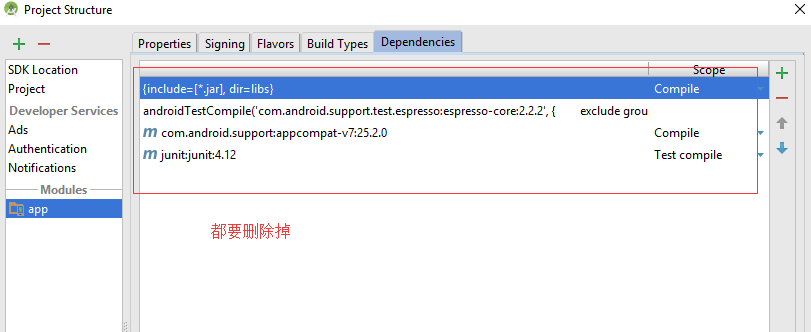 Project Structure
Properties
Signing
Flavors
Build Types
Dependencies
SDK Location
Project
Developer Services
Ads
Authentication
Notifications
Modules
app
Scope
{include=[*.jar], dir=libs}
Compile
androidTestCompile('com.android.support.test.espresso:espresso-core:2.2.2', { exclude grou
m com.android.support:appcompat-v7:25.2.0
Compile
m junit:junit:4.12
Test compile
都要删除掉